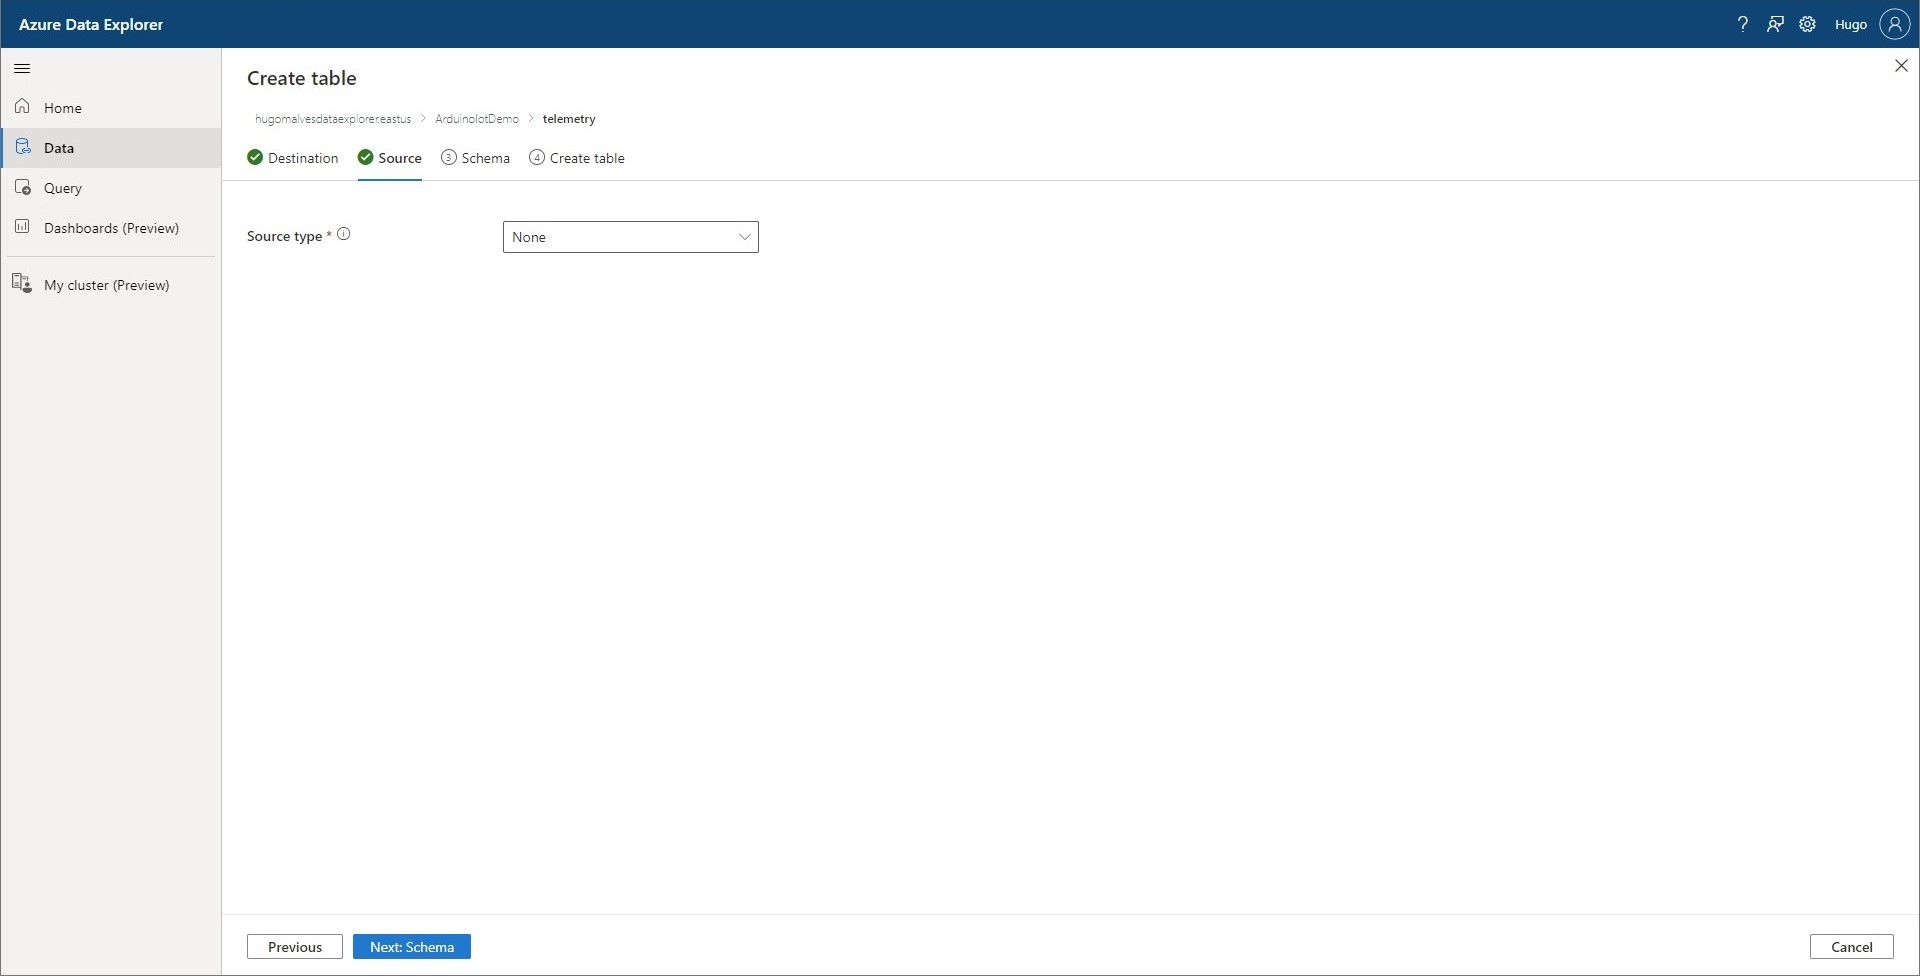 Azure Data Explorer
? Hugo
Home
Data
Query
Dashboards (Preview)
My cluster (Preview)
Create table
hugomalvesdataexplorer.eastus > ArduinoIotDemo > telemetry
Destination Source 3 Schema 4 Create table
Source type * None
Previous Next: Schema Cancel